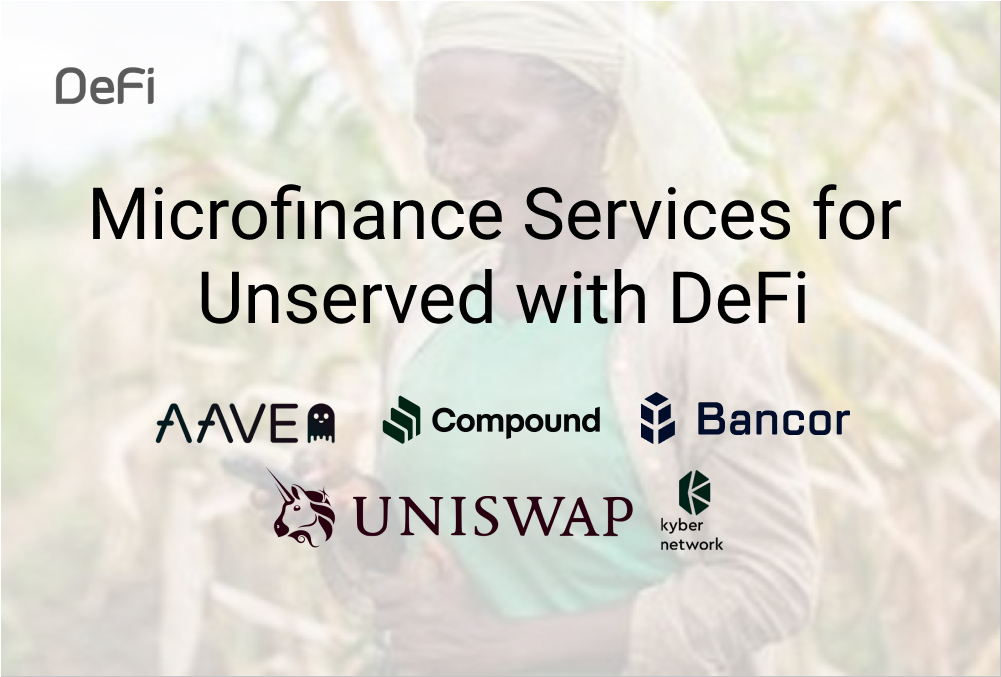 DeFi
Microfinance Services for
Unserved with DeFi
AAVE
Compound
Bancor
UNISWAP
kyber
network